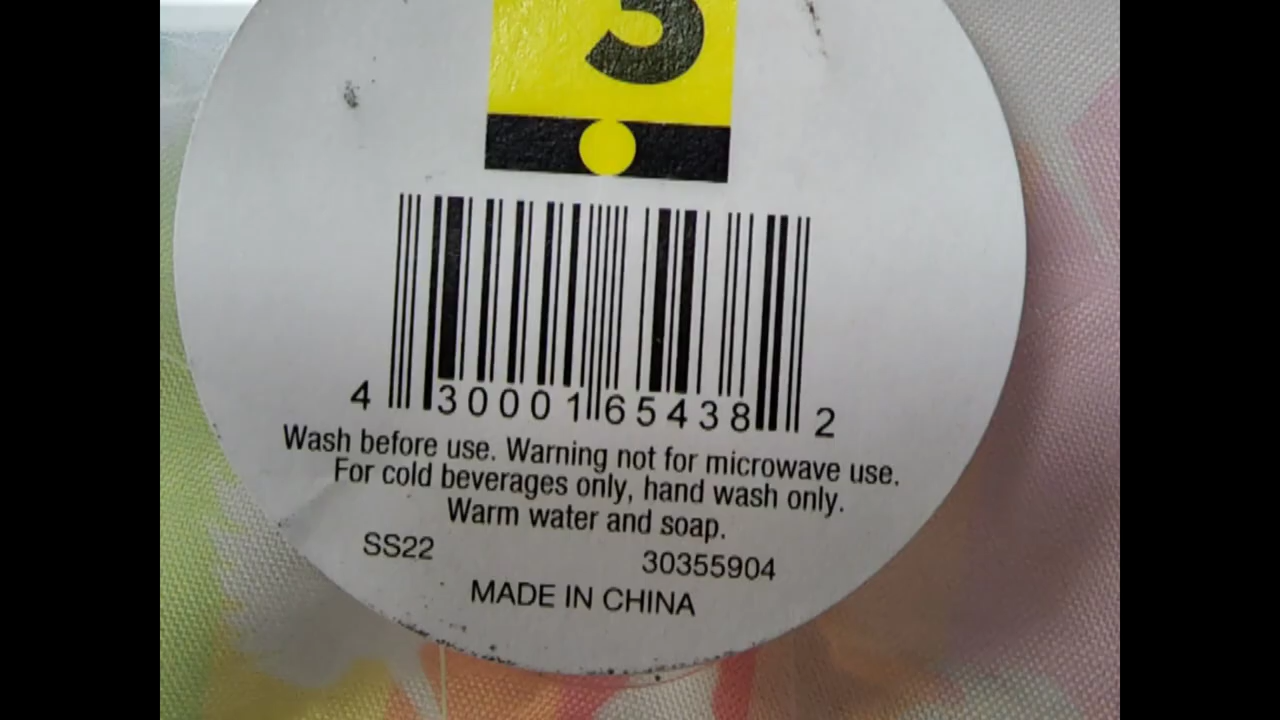 4 30001 65438 2
Wash before use. Warning not for microwave use.
For cold beverages only, hand wash only.
Warm water and soap.
SS22 30355904
MADE IN CHINA